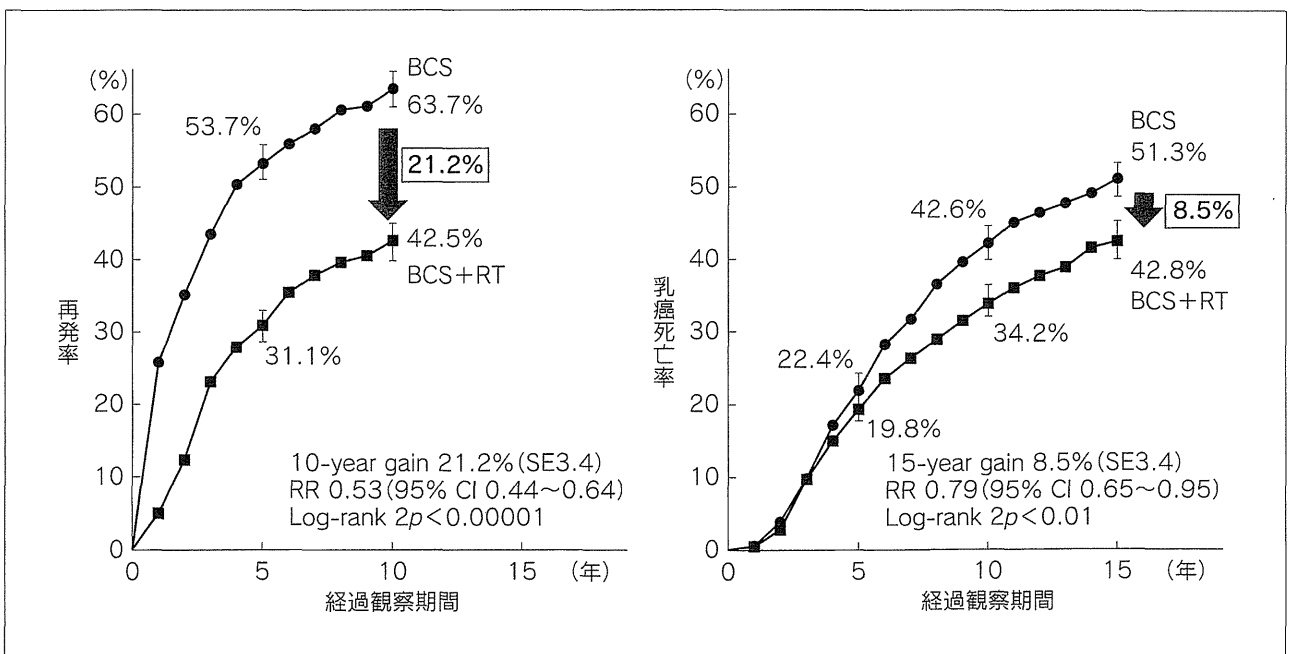 (%)
60
50
40
30
20
10
0
再発率
BCS
63.7%
53.7%
21.2%
42.5%
BCS+RT
31.1%
10-year gain 21.2%(SE3.4)
RR 0.53(95% CI 0.44~0.64)
Log-rank 2p<0.00001
0 5 10 15 (年)
経過観察期間
(%)
60
50
40
30
20
10
0
乳癌死亡率
BCS
51.3%
42.6%
8.5%
42.8%
BCS+RT
34.2%
22.4%
19.8%
15-year gain 8.5%(SE3.4)
RR 0.79(95% CI 0.65~0.95)
Log-rank 2p<0.01
0 5 10 15 (年)
経過観察期間